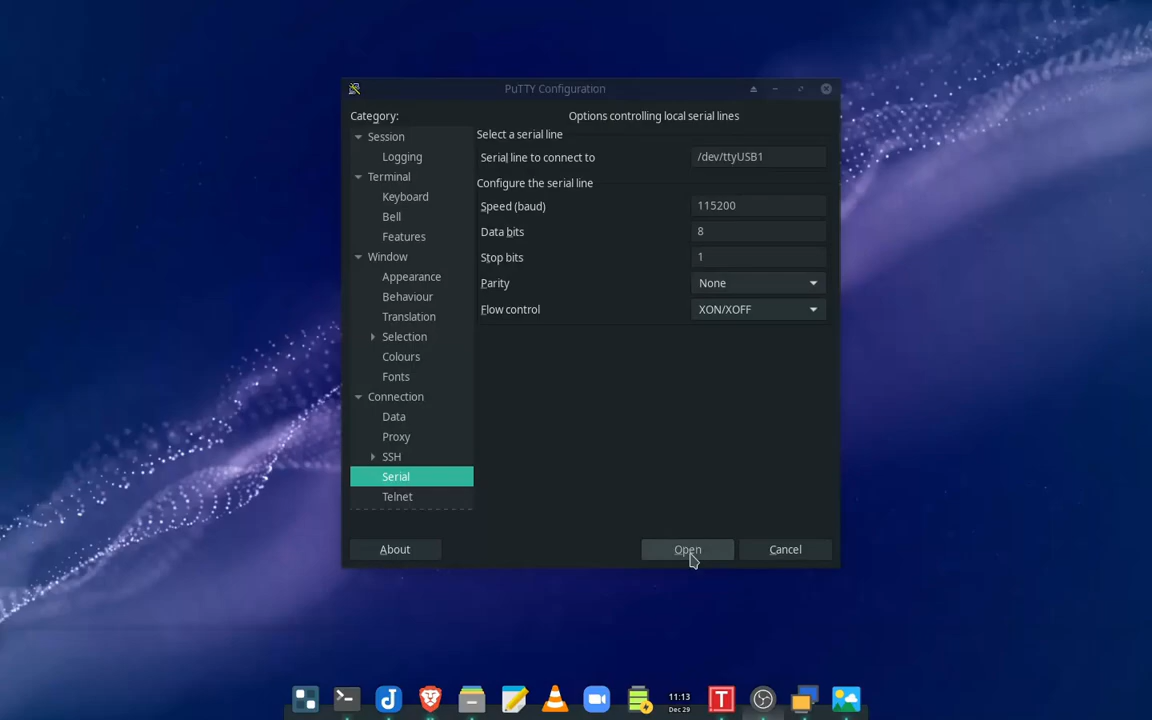 PuTTY Configuration
Category:
Options controlling local serial lines
Session
Logging
Terminal
Keyboard
Bell
Features
Window
Appearance
Behaviour
Translation
Selection
Colours
Fonts
Connection
Data
Proxy
SSH
Serial
Telnet
Select a serial line
Serial line to connect to /dev/ttyUSB1
Configure the serial line
Speed (baud) 115200
Data bits 8
Stop bits 1
Parity None
Flow control XON/XOFF
About Open Cancel
J T
11:13
Dec 29